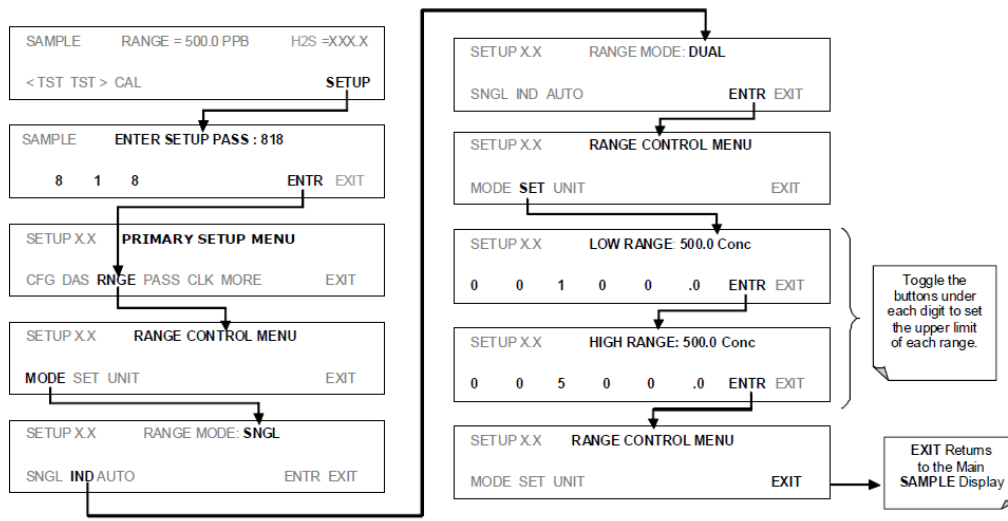 SAMPLE RANGE = 500.0 PPB H2S =XXX.X
< TST TST > CAL SETUP
SAMPLE ENTER SETUP PASS : 818
8 1 8 ENTR EXIT
SETUP X.X PRIMARY SETUP MENU
CFG DAS RNGE PASS CLK MORE EXIT
SETUP X.X RANGE CONTROL MENU
MODE SET UNIT EXIT
SETUP X.X RANGE MODE: SNGL
SNGL IND AUTO ENTR EXIT
SETUP X.X RANGE MODE: DUAL
SNGL IND AUTO ENTR EXIT
SETUP X.X RANGE CONTROL MENU
MODE SET UNIT EXIT
SETUP X.X LOW RANGE: 500.0 Conc
0 0 1 0 0 .0 ENTR EXIT
SETUP X.X HIGH RANGE: 500.0 Conc
0 0 5 0 0 .0 ENTR EXIT
Toggle the
buttons under
each digit to set
the upper limit
of each range.
SETUP X.X RANGE CONTROL MENU
MODE SET UNIT EXIT
EXIT Returns
to the Main
SAMPLE Display